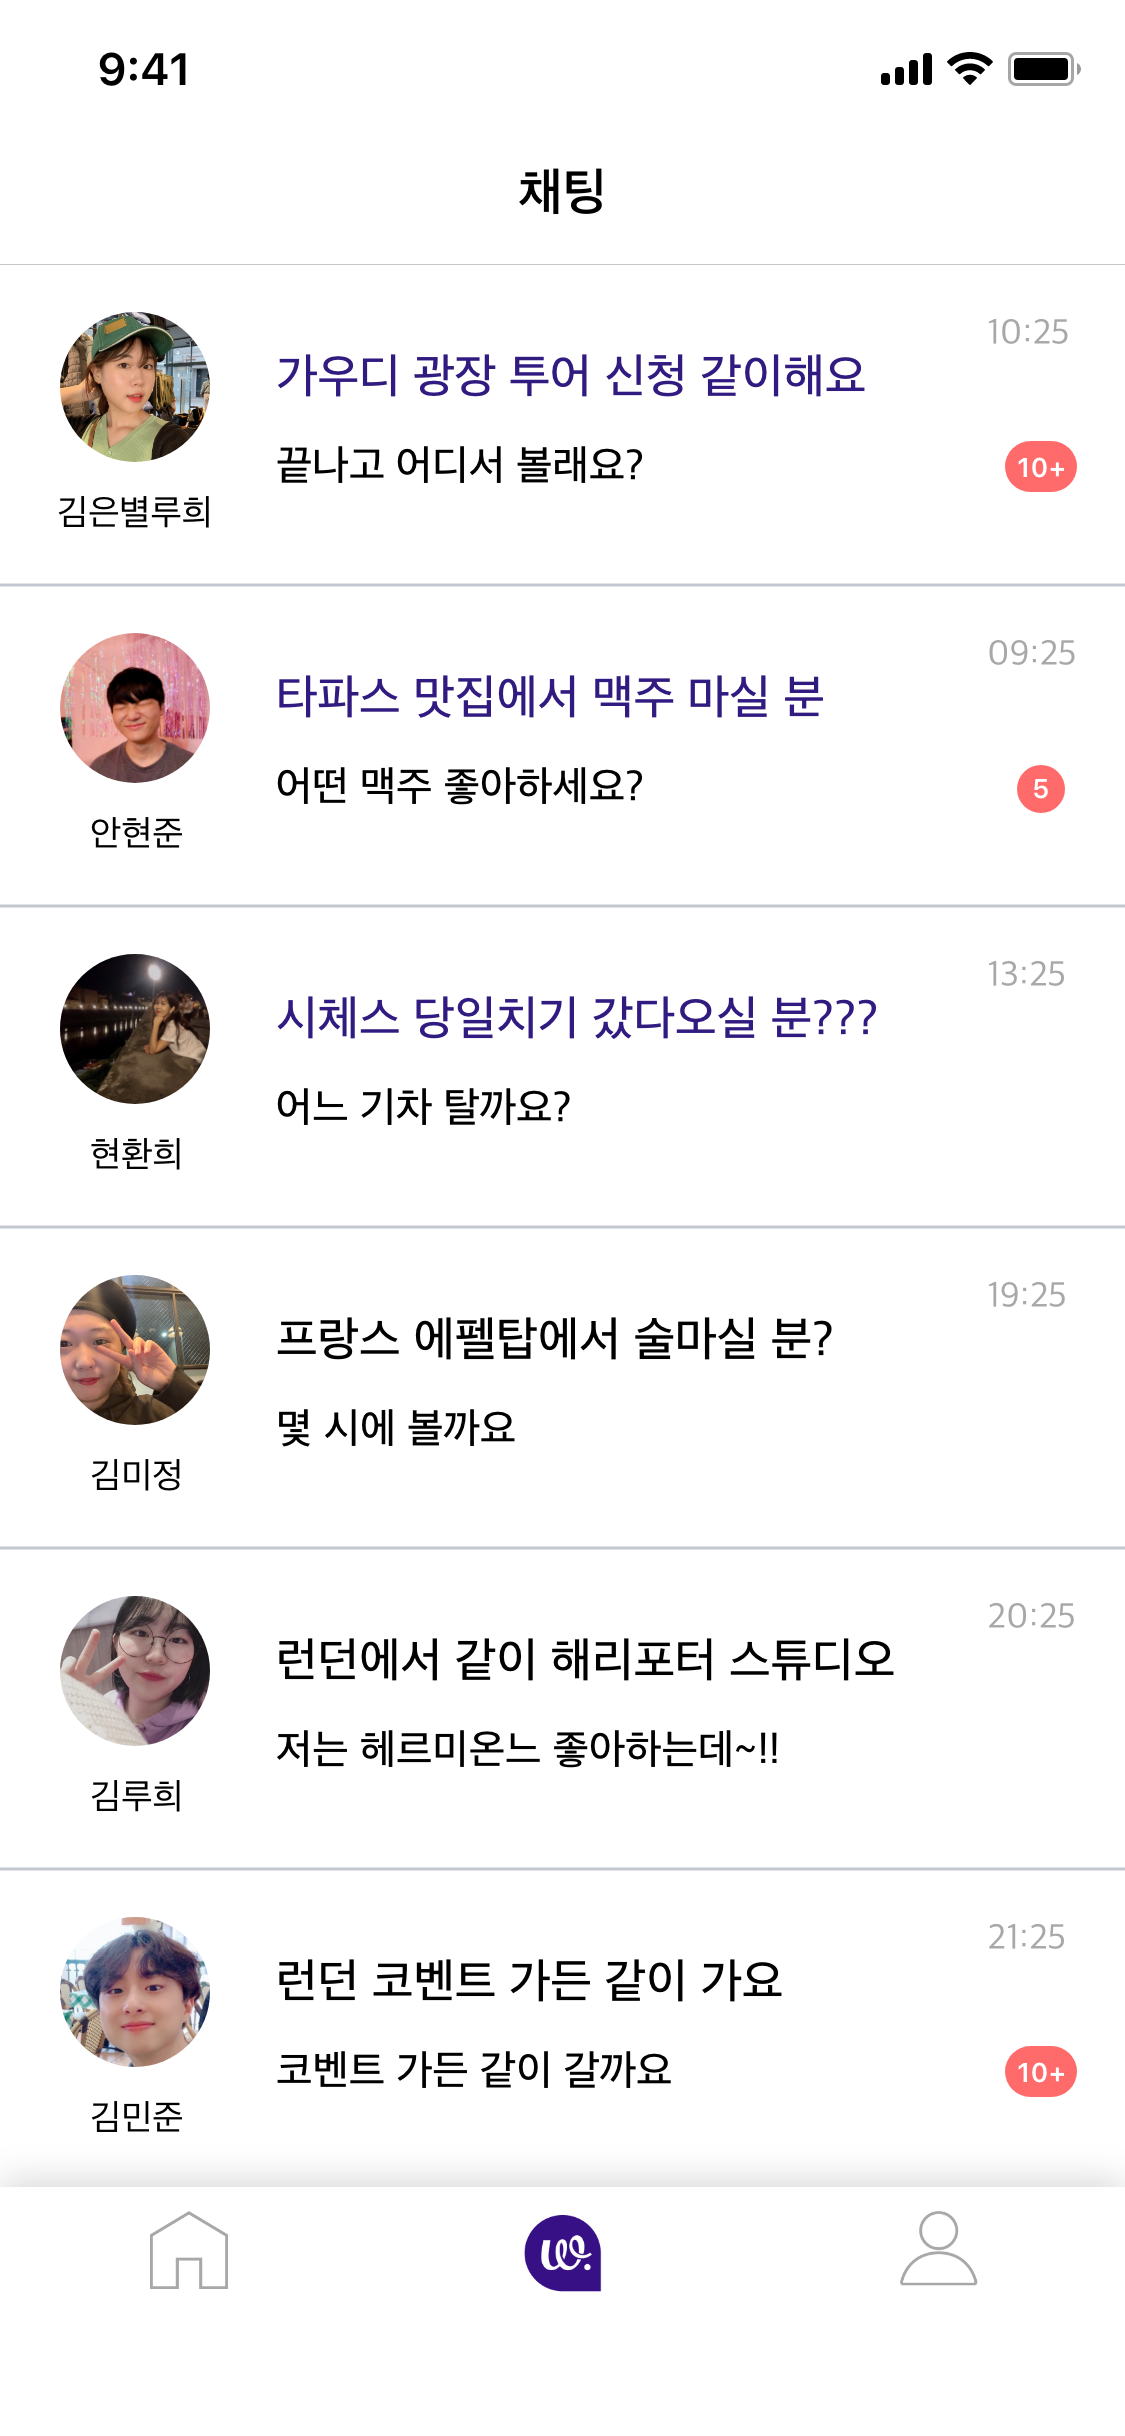 9:41
채팅
10:25
가우디 광장 투어 신청 같이해요
끝나고 어디서 볼래요?
10+
김은별루희
09:25
타파스 맛집에서 맥주 마실 분
어떤 맥주 좋아하세요?
5
안현준
13:25
시체스 당일치기 갔다오실 분???
어느 기차 탈까요?
현환희
19:25
프랑스 에펠탑에서 술마실 분?
몇 시에 볼까요
김미정
20:25
런던에서 같이 해리포터 스튜디오
저는 헤르미온느 좋아하는데~!!
김루희
21:25
런던 코벤트 가든 같이 가요
코벤트 가든 같이 갈까요
10+
김민준
w.